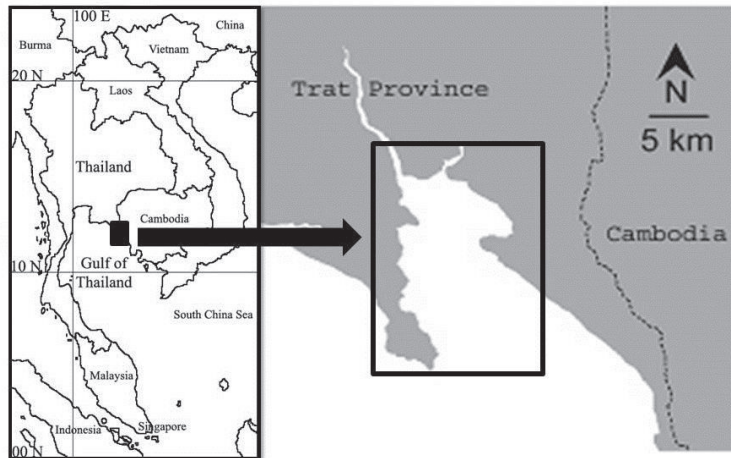 100 E
China
Burma
Vietnam
20 N
Laos
Thailand
Cambodia
Gulf of
Thailand
10 N
South China Sea
Malaysia
Indonesia
Singapore
00 N
Trat Province
N
5 km
Cambodia